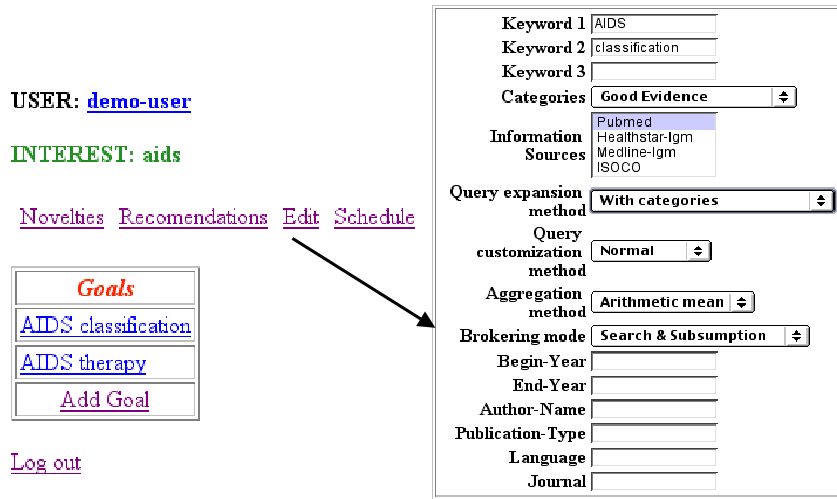 USER: demo-user
INTEREST: aids
Novelties Recomendations Edit Schedule
Goals
AIDS classification
AIDS therapy
Add Goal
Log out
Keyword 1 AIDS
Keyword 2 classification
Keyword 3
Categories Good Evidence
Information Sources
Pubmed
Healthstar-Igm
Medline-Igm
ISOCO
Query expansion
method With categories
Query
customization Normal
method
Aggregation
method Arithmetic mean
Brokering mode Search & Subsumption
Begin-Year
End-Year
Author-Name
Publication-Type
Language
Journal